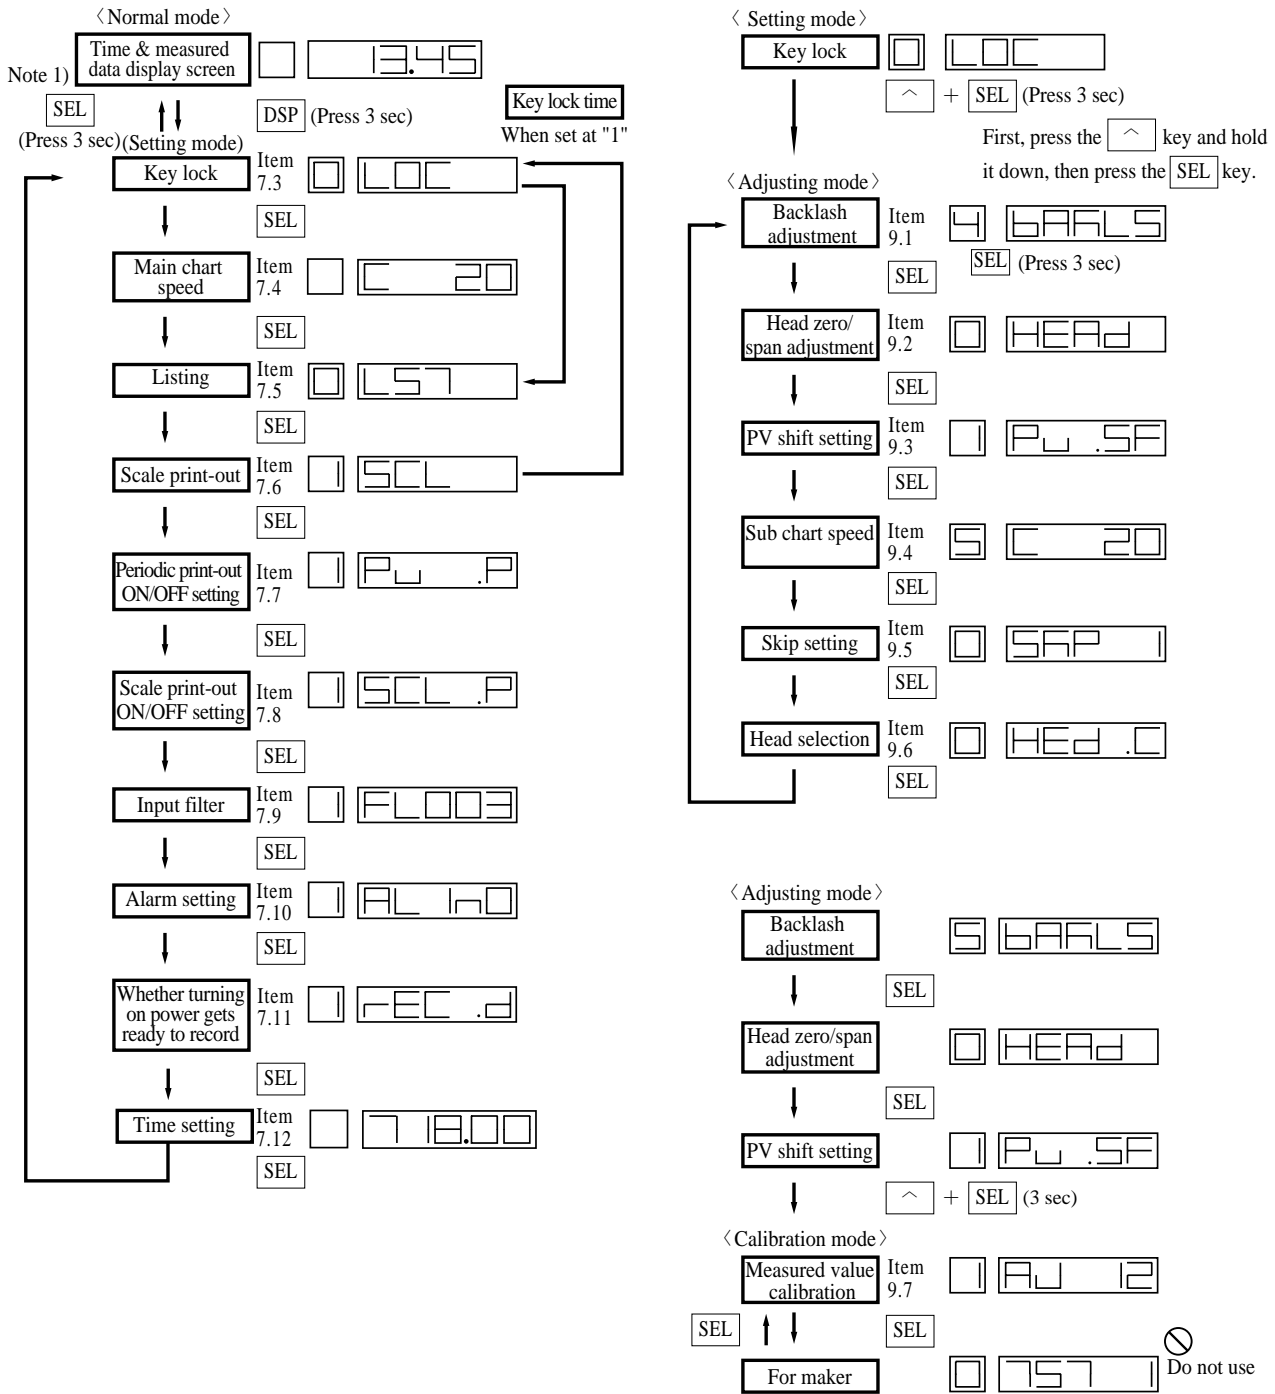 〈Normal mode〉
Time & measured
data display screen
13.45
Note 1)
SEL
(Press 3 sec)
DSP (Press 3 sec)
Key lock time
When set at "1"
(Setting mode)
Key lock
Item
7.3
0 LOC
SEL
Main chart
speed
Item
7.4
C 20
SEL
Listing
Item
7.5
0 LST
SEL
Scale print-out
Item
7.6
1 SCL
SEL
Periodic print-out
ON/OFF setting
Item
7.7
1 Pu .P
SEL
Scale print-out
ON/OFF setting
Item
7.8
1 SCL .P
SEL
Input filter
Item
7.9
1 FL003
SEL
Alarm setting
Item
7.10
1 AL 1n0
SEL
Whether turning
on power gets
ready to record
Item
7.11
1 rEC .d
SEL
Time setting
Item
7.12
7 18.00
SEL
〈 Setting mode〉
Key lock
0 LOC
^ + SEL (Press 3 sec)
First, press the ^ key and hold
it down, then press the SEL key.
〈Adjusting mode〉
Backlash
adjustment
Item
9.1
4 bAKLS
SEL (Press 3 sec)
SEL
Head zero/
span adjustment
Item
9.2
0 HEAd
SEL
PV shift setting
Item
9.3
1 Pu .SF
SEL
Sub chart speed
Item
9.4
5 C 20
SEL
Skip setting
Item
9.5
0 SKP 1
SEL
Head selection
Item
9.6
0 HEd .C
SEL
〈Adjusting mode〉
Backlash
adjustment
5 bAKLS
SEL
Head zero/span
adjustment
0 HEAd
SEL
PV shift setting
1 Pu .SF
^ + SEL (3 sec)
〈Calibration mode〉
Measured value
calibration
Item
9.7
1 AJ 12
SEL
SEL
For maker
0 TST 1
Do not use